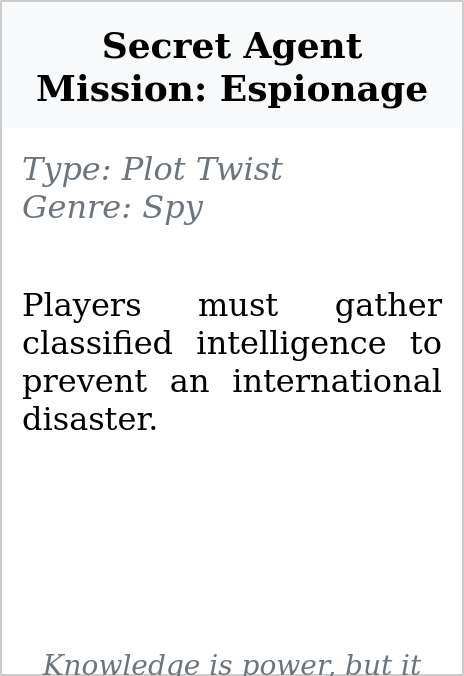 Secret Agent
Mission: Espionage
Type: Plot Twist
Genre: Spy
Players must gather
classified intelligence to
prevent an international
disaster.
Knowledge is power, but it